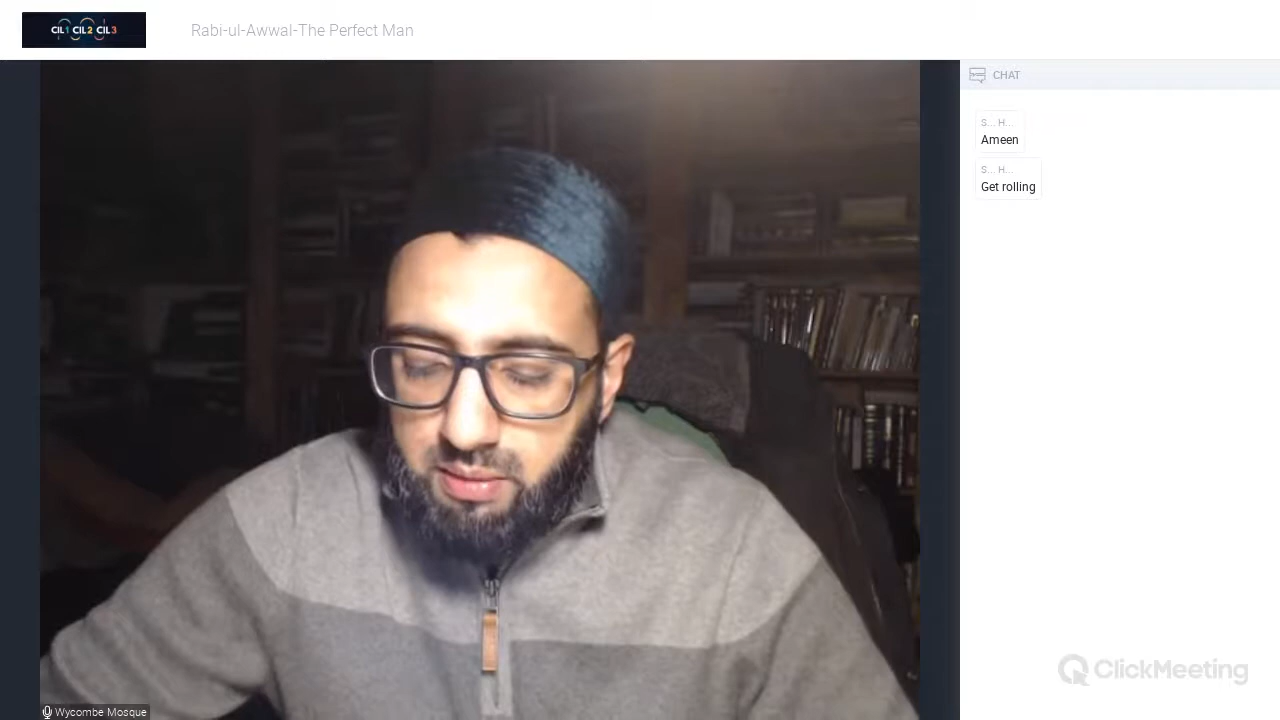 CIL1 CIL2 CIL3
Rabi-ul-Awwal-The Perfect Man
CHAT
S... H...
Ameen
S... H...
Get rolling
ClickMeeting
Wycombe Mosque